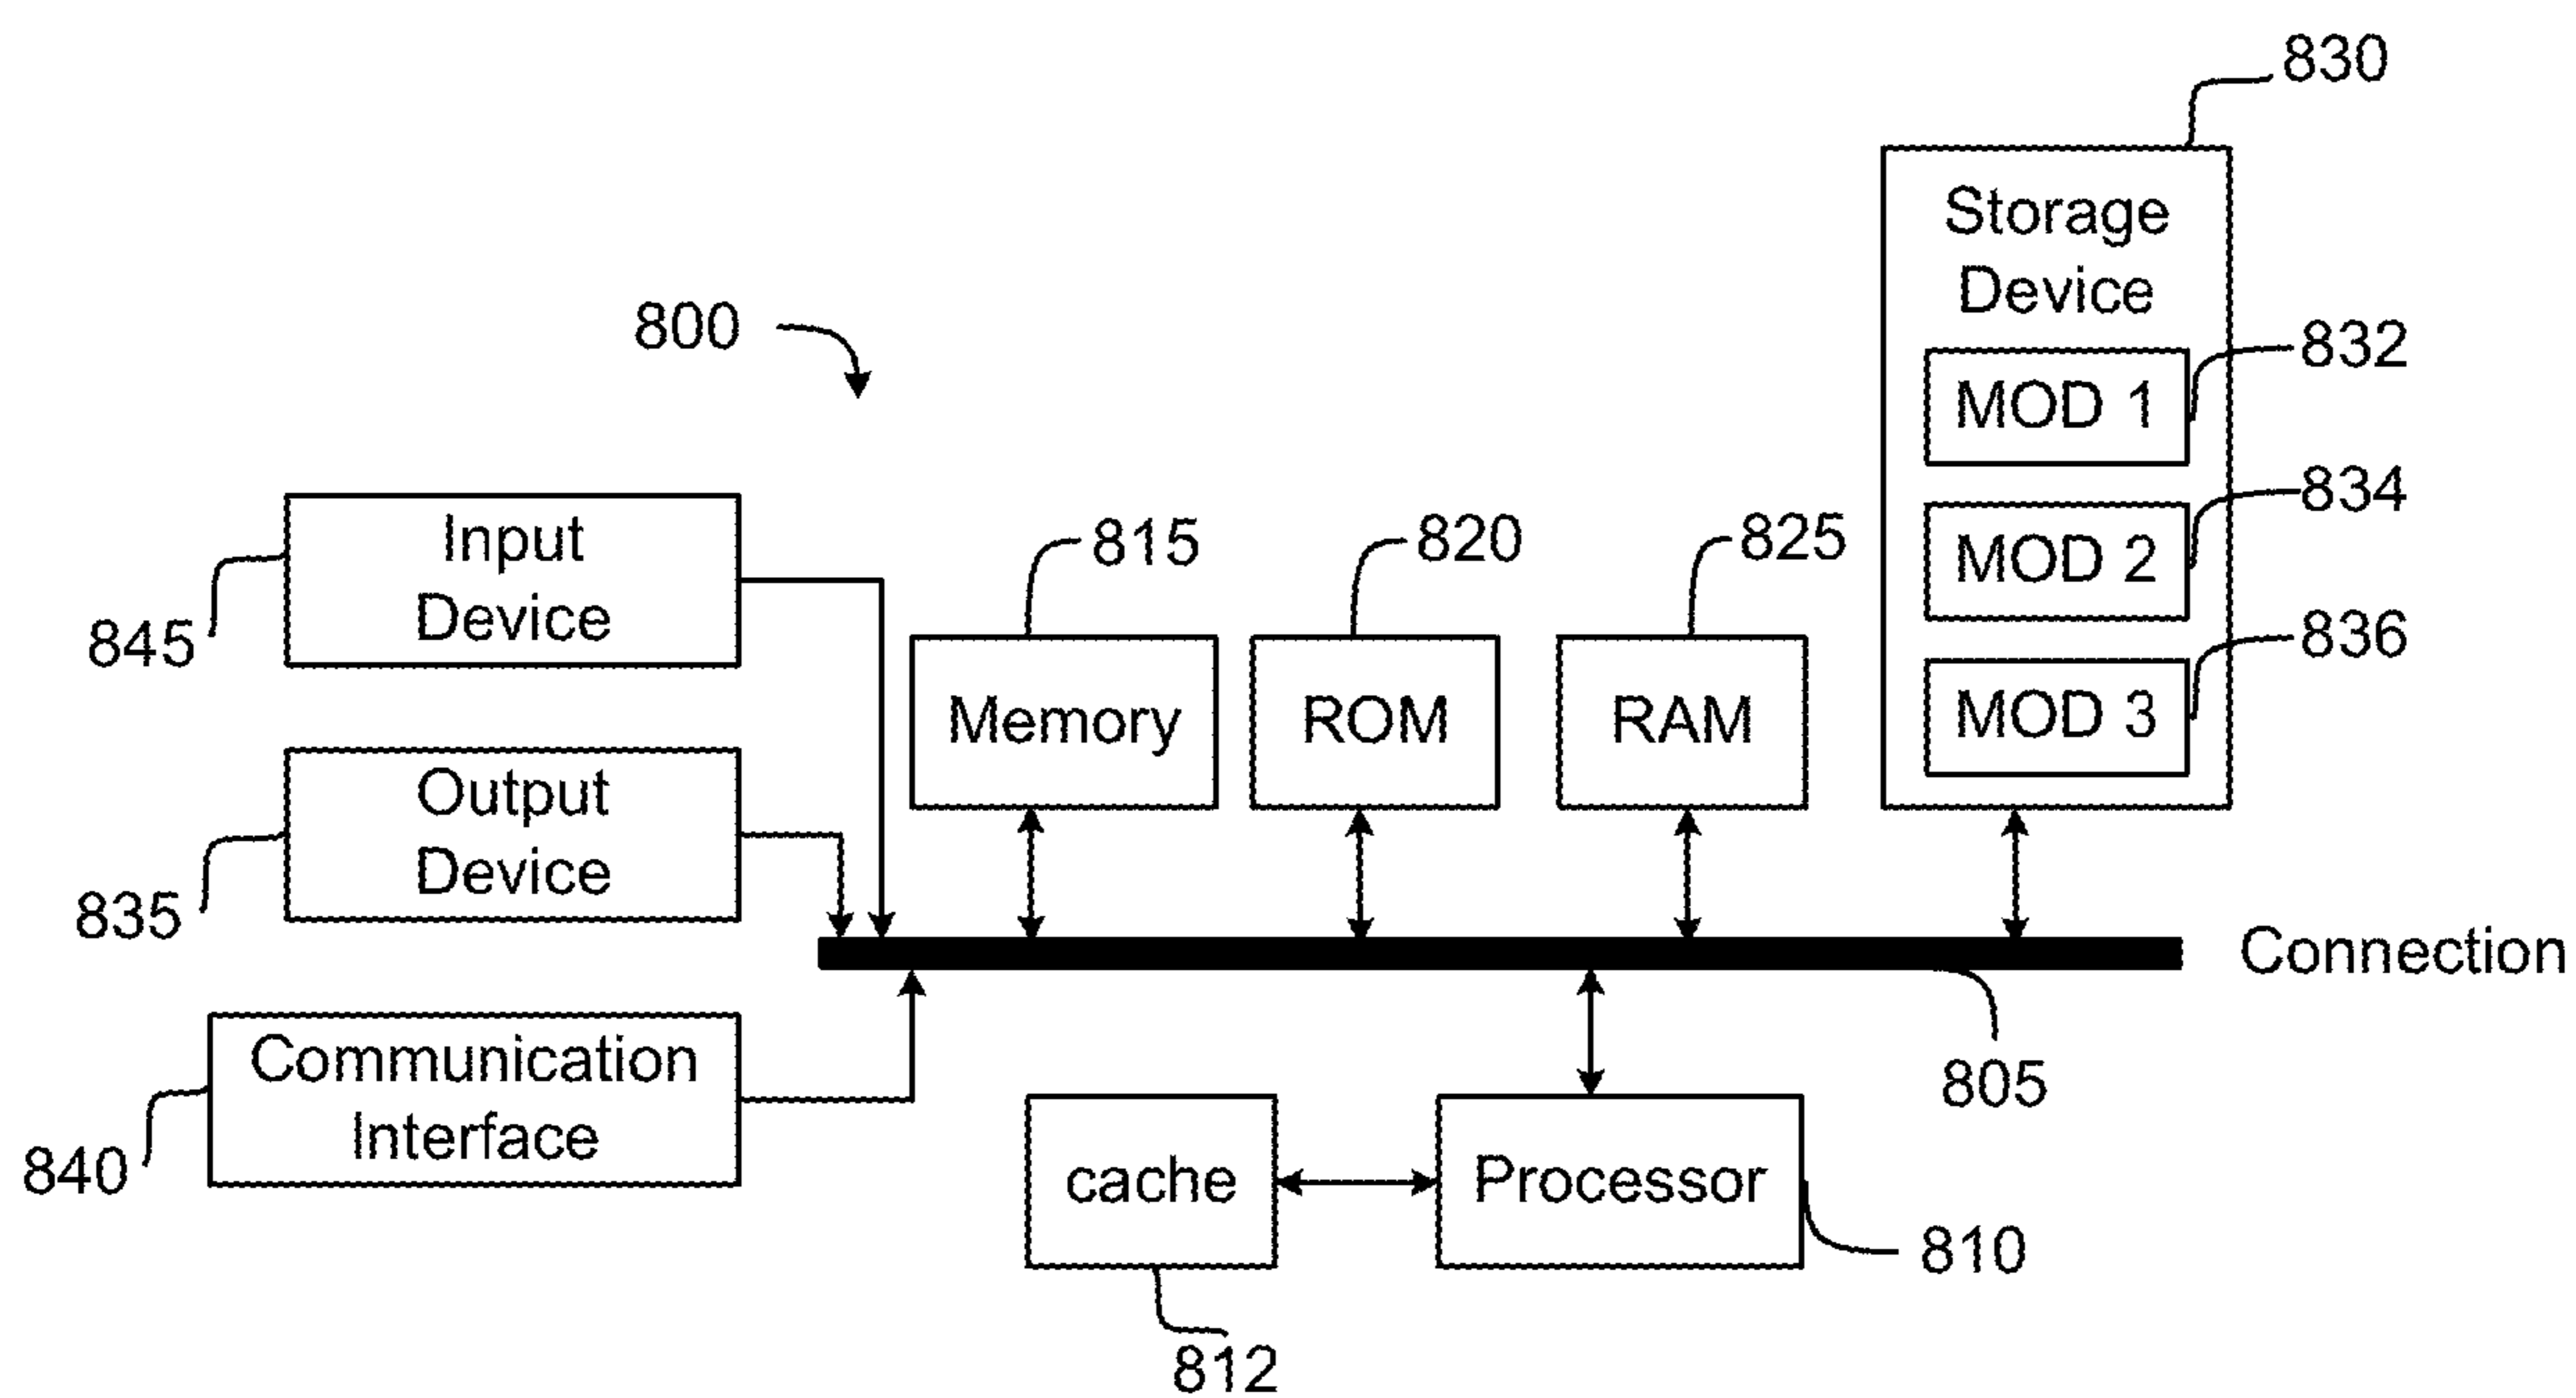 830
Storage
Device
800
832
MOD 1
834
MOD 2
836
MOD 3
Input
Device
845
815
820
825
Memory
ROM
RAM
Output
Device
835
Connection
Communication
Interface
840
805
cache
Processor
810
812